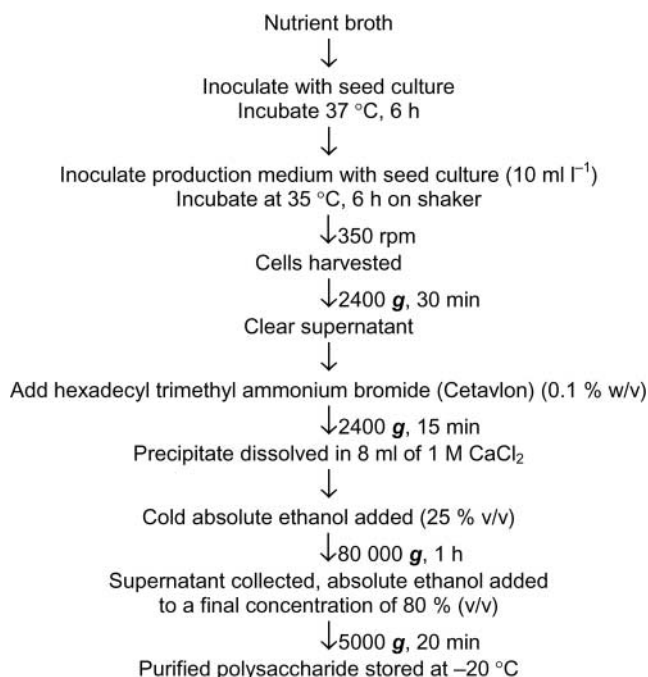 Nutrient broth
↓
Inoculate with seed culture
Incubate 37 °C, 6 h
↓
Inoculate production medium with seed culture (10 ml l⁻¹)
Incubate at 35 °C, 6 h on shaker
↓350 rpm
Cells harvested
↓2400 g, 30 min
Clear supernatant
↓
Add hexadecyl trimethyl ammonium bromide (Cetavlon) (0.1 % w/v)
↓2400 g, 15 min
Precipitate dissolved in 8 ml of 1 M CaCl₂
↓
Cold absolute ethanol added (25 % v/v)
↓80 000 g, 1 h
Supernatant collected, absolute ethanol added
to a final concentration of 80 % (v/v)
↓5000 g, 20 min
Purified polysaccharide stored at –20 °C